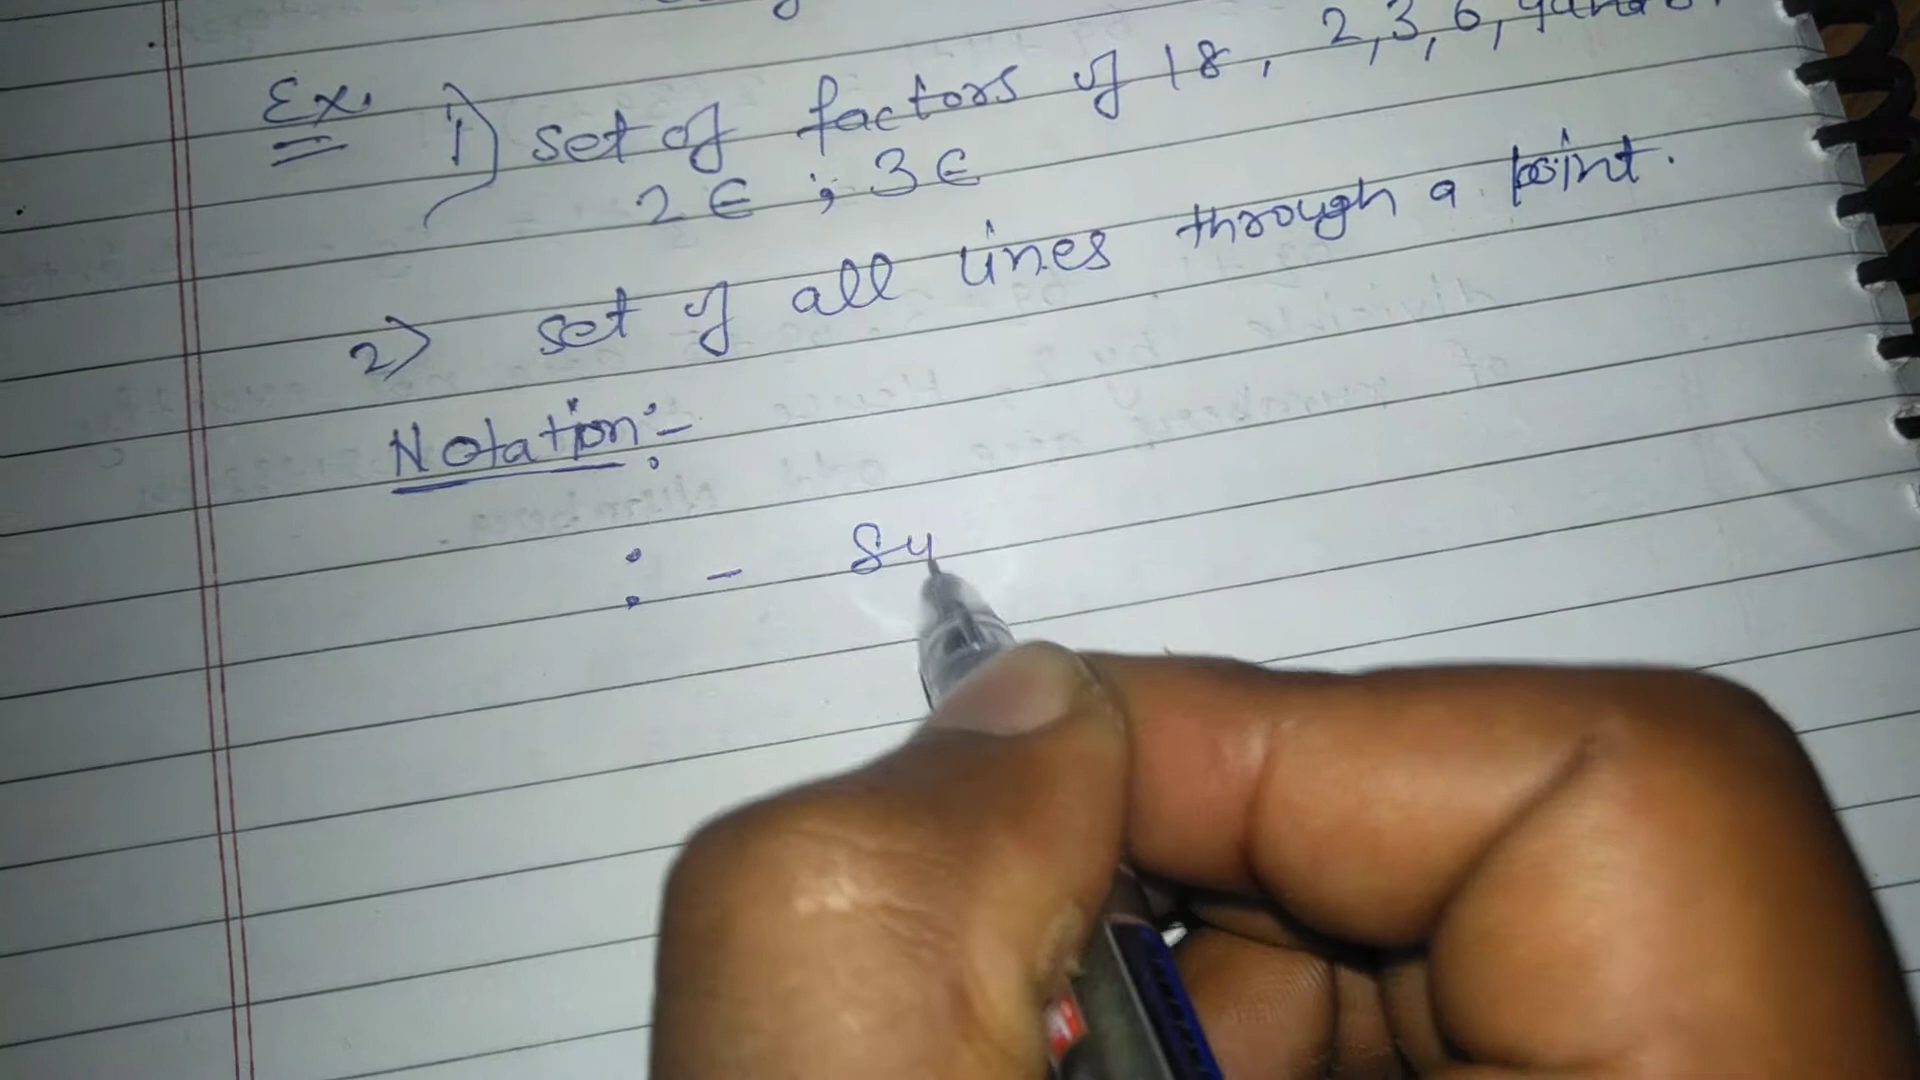 Ex. 1) set of factors of 18, 2, 3, 6, 9
2 ∈ ; 3 ∈
2) set of all lines through a point.
Notation :-
: - Sy